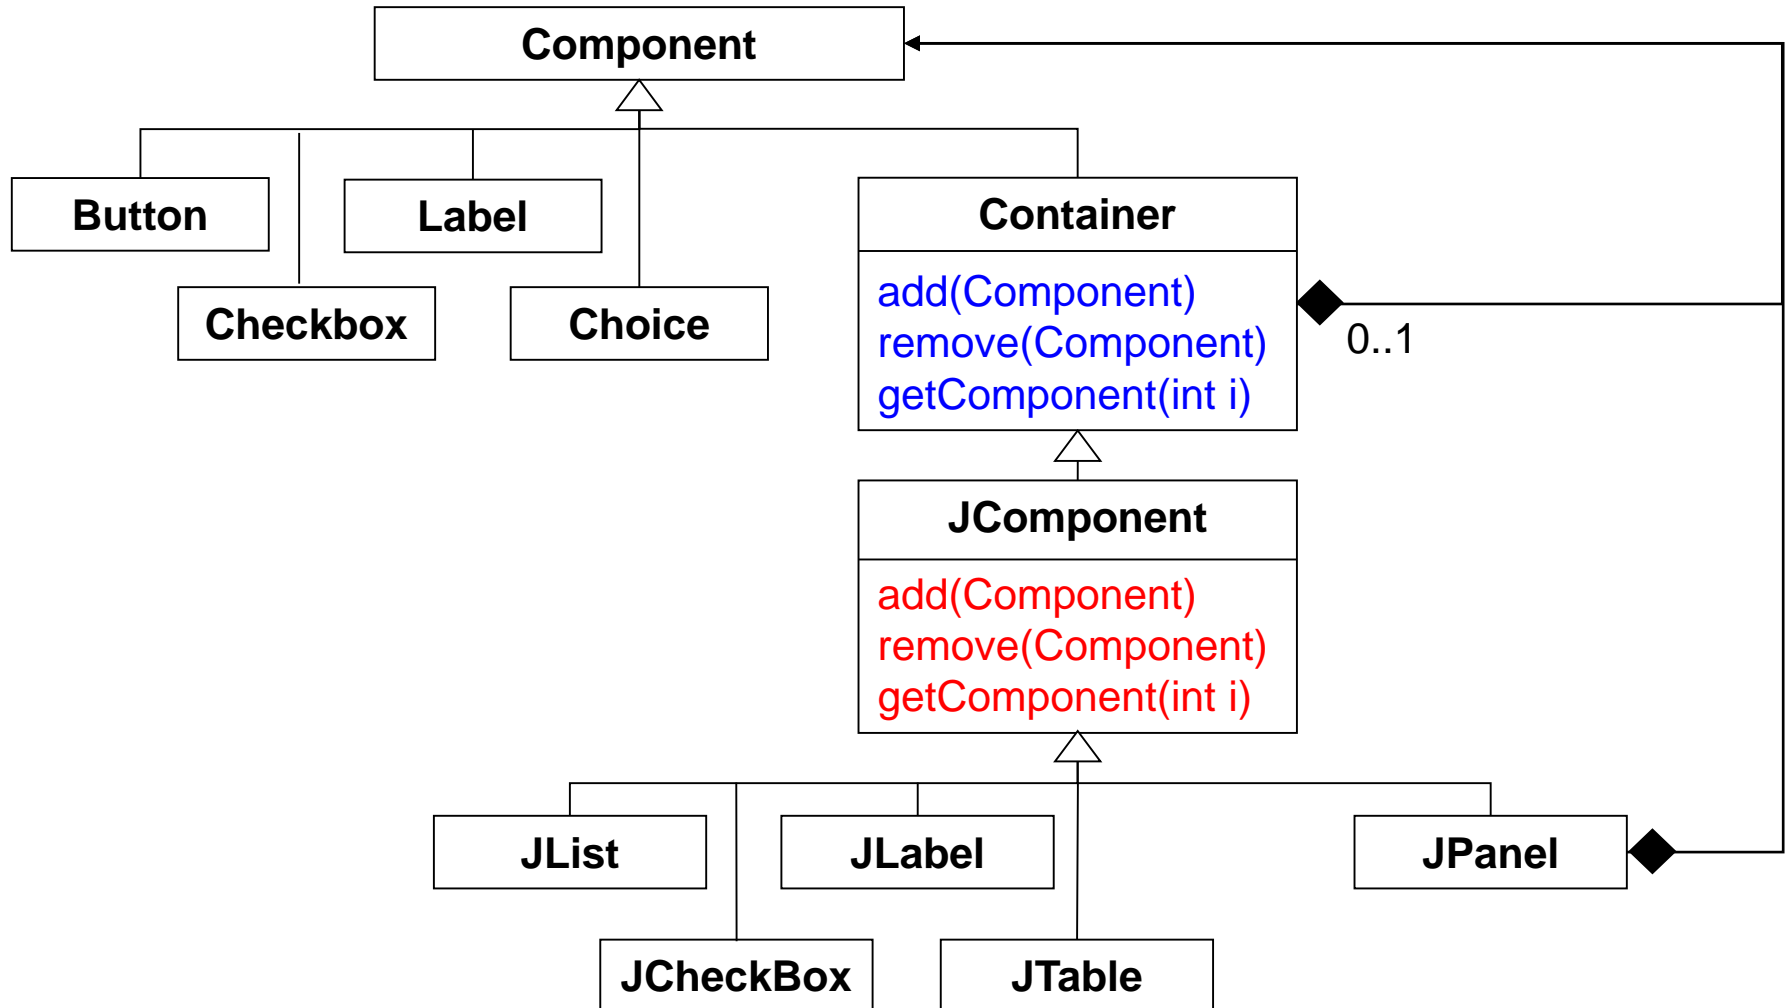 Component
Button
Label
Container
Checkbox
Choice
add(Component)
remove(Component)
getComponent(int i)
0..1
JComponent
add(Component)
remove(Component)
getComponent(int i)
JList
JLabel
JPanel
JCheckBox
JTable